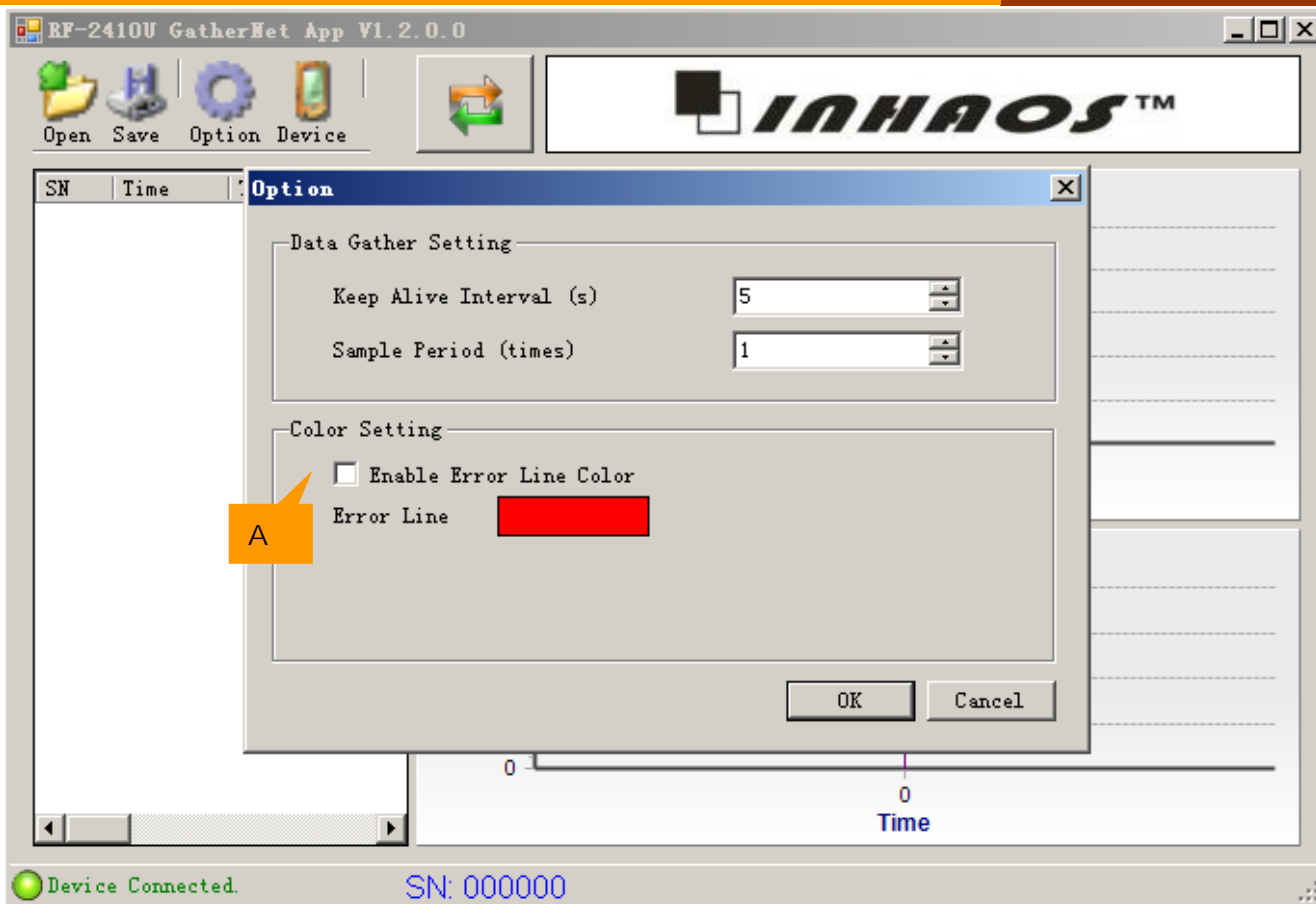 RF-2410U GatherNet App V1.2.0.0
Open Save Option Device
INHAOS™
SN Time
Option
Data Gather Setting
Keep Alive Interval (s) 5
Sample Period (times) 1
Color Setting
Enable Error Line Color
Error Line
A
OK Cancel
0
0
Time
Device Connected. SN: 000000